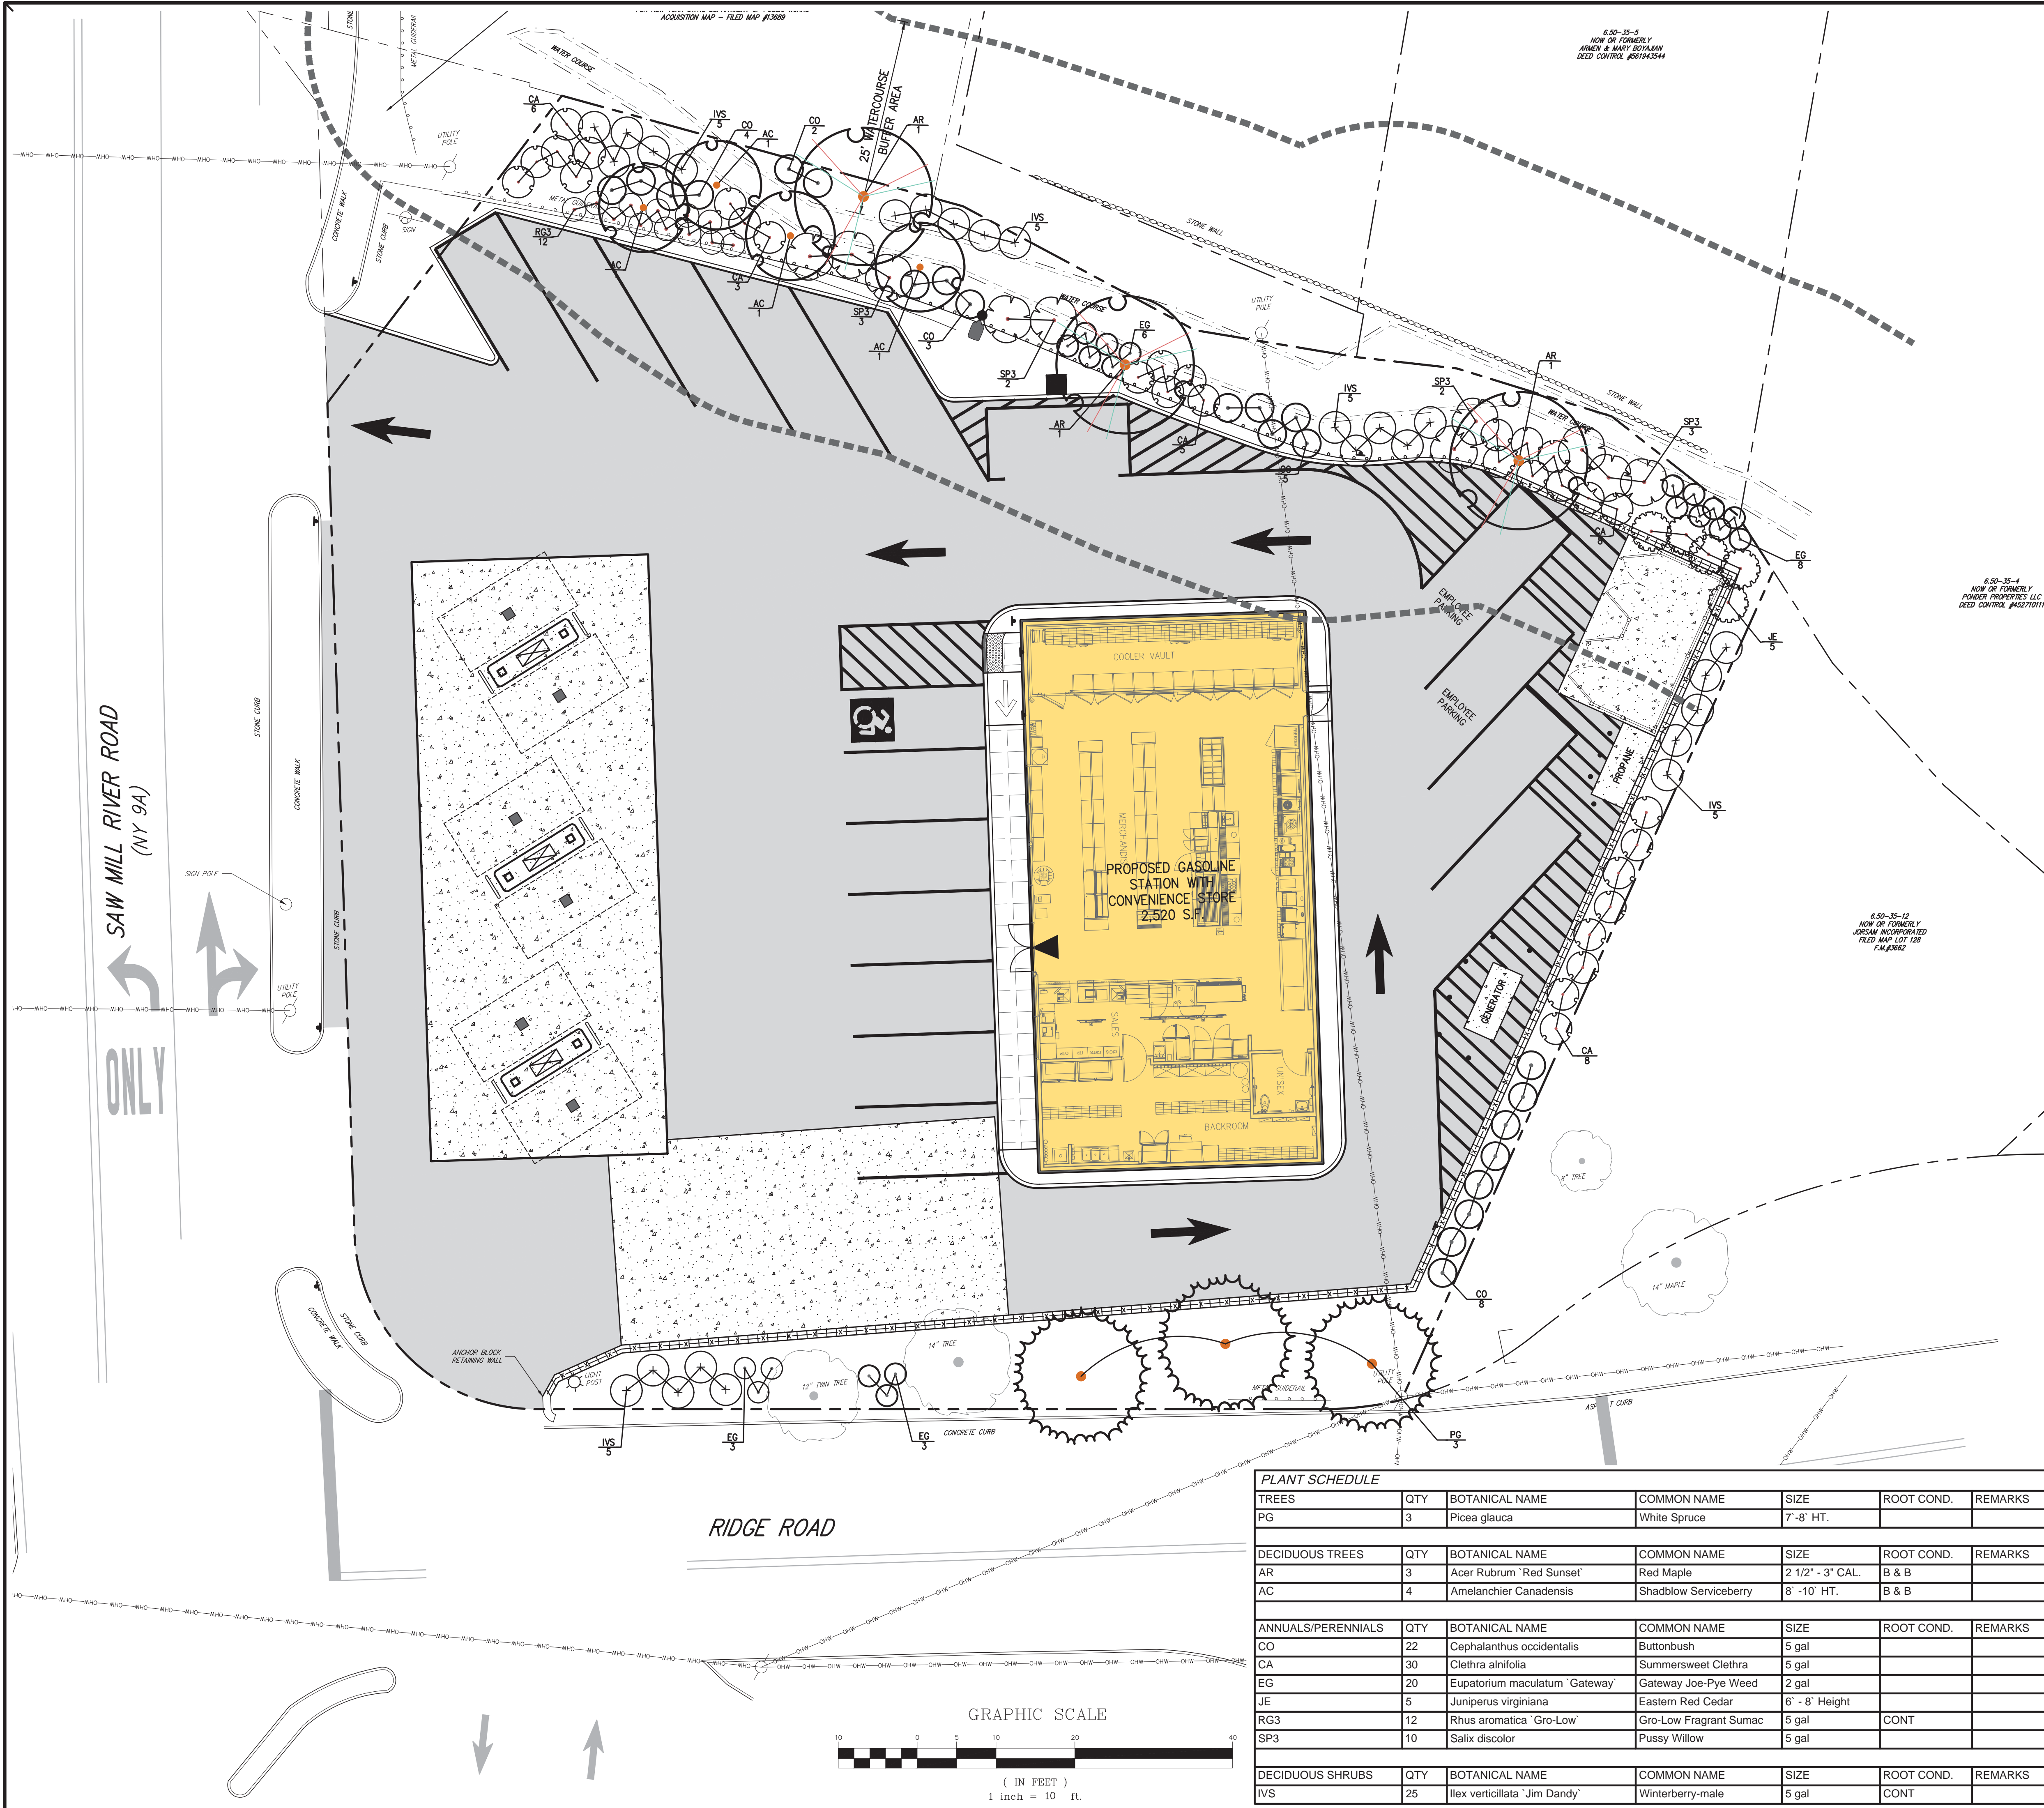 ACQUISITION MAP - FILED MAP #13689
6.50-35-5
NOW OR FORMERLY
ARMEN & MARY BOYAJIAN
DEED CONTROL #561943544
STONE
METAL GUIDERAIL
WATER COURSE
25' WATERCOURSE
BUFFER AREA
CA
6
IVS
5
CO
4
AC
1
CO
2
AR
1
UTILITY
POLE
CONCRETE WALK
STONE CURB
SIGN
RG3
12
AC
CA
3
AC
1
SP3
3
AC
1
CO
3
IVS
5
STONE WALL
WATER COURSE
UTILITY
POLE
EG
6
SP3
2
AR
1
CA
5
CO
5
IVS
5
SP3
2
AR
1
STONE WALL
WATER COURSE
SP3
3
CA
8
EG
8
JE
5
6.50-35-4
NOW OR FORMERLY
PONDER PROPERTIES LLC
DEED CONTROL #452710111
EMPLOYEE
PARKING
EMPLOYEE
PARKING
COOLER VAULT
PROPANE
IVS
5
SAW MILL RIVER ROAD
(NY 9A)
STONE CURB
CONCRETE WALK
SIGN POLE
STONE CURB
UTILITY
POLE
ONLY
PROPOSED GASOLINE
STATION WITH
CONVENIENCE STORE
2,520 S.F.
SALES
UNISEX
BACKROOM
GENERATOR
6.50-35-12
NOW OR FORMERLY
JORSAM INCORPORATED
FILED MAP LOT 128
F.M.#3662
CA
8
8" TREE
14" MAPLE
CO
8
CONCRETE WALK
STONE CURB
ANCHOR BLOCK
RETAINING WALL
LIGHT
POST
12" TWIN TREE
14" TREE
METAL GUIDERAIL
UTILITY
POLE
IVS
5
EG
3
EG
3
CONCRETE CURB
PG
3
RIDGE ROAD
GRAPHIC SCALE
10 0 5 10 20 40
( IN FEET )
1 inch = 10 ft.
PLANT SCHEDULE
TREES QTY BOTANICAL NAME COMMON NAME SIZE ROOT COND. REMARKS
PG 3 Picea glauca White Spruce 7`-8` HT.
DECIDUOUS TREES QTY BOTANICAL NAME COMMON NAME SIZE ROOT COND. REMARKS
AR 3 Acer Rubrum `Red Sunset` Red Maple 2 1/2" - 3" CAL. B & B
AC 4 Amelanchier Canadensis Shadblow Serviceberry 8` -10` HT. B & B
ANNUALS/PERENNIALS QTY BOTANICAL NAME COMMON NAME SIZE ROOT COND. REMARKS
CO 22 Cephalanthus occidentalis Buttonbush 5 gal
CA 30 Clethra alnifolia Summersweet Clethra 5 gal
EG 20 Eupatorium maculatum `Gateway` Gateway Joe-Pye Weed 2 gal
JE 5 Juniperus virginiana Eastern Red Cedar 6` - 8` Height
RG3 12 Rhus aromatica `Gro-Low` Gro-Low Fragrant Sumac 5 gal CONT
SP3 10 Salix discolor Pussy Willow 5 gal
DECIDUOUS SHRUBS QTY BOTANICAL NAME COMMON NAME SIZE ROOT COND. REMARKS
IVS 25 Ilex verticillata `Jim Dandy` Winterberry-male 5 gal CONT